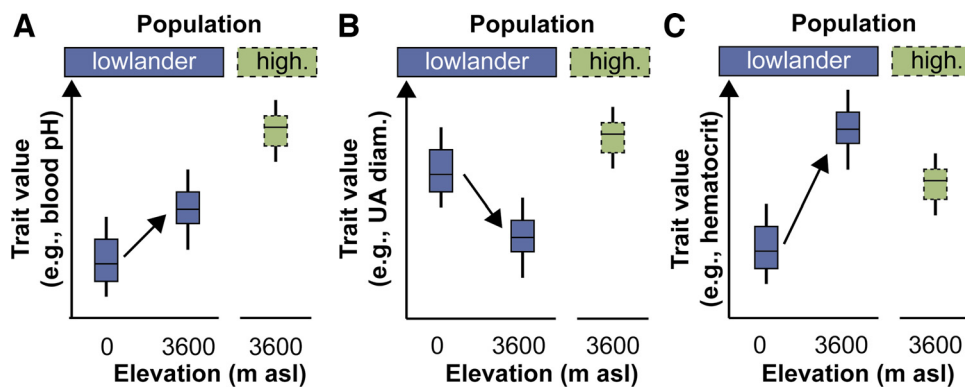 A
Population
lowlander
high.
Trait value
(e.g., blood pH)
0
3600
3600
Elevation (m asl)
B
Population
lowlander
high.
Trait value
(e.g., UA diam.)
0
3600
3600
Elevation (m asl)
C
Population
lowlander
high.
Trait value
(e.g., hematocrit)
0
3600
3600
Elevation (m asl)